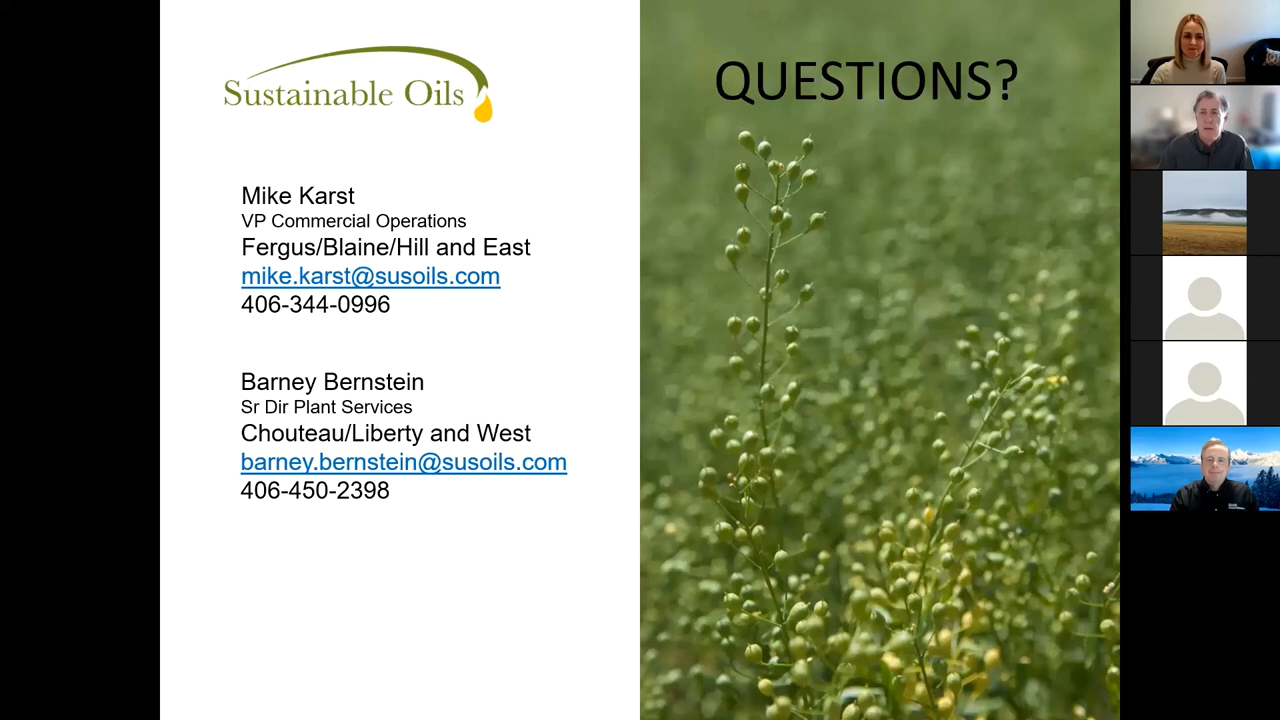 Sustainable Oils
QUESTIONS?
Mike Karst
VP Commercial Operations
Fergus/Blaine/Hill and East
mike.karst@susoils.com
406-344-0996
Barney Bernstein
Sr Dir Plant Services
Chouteau/Liberty and West
barney.bernstein@susoils.com
406-450-2398